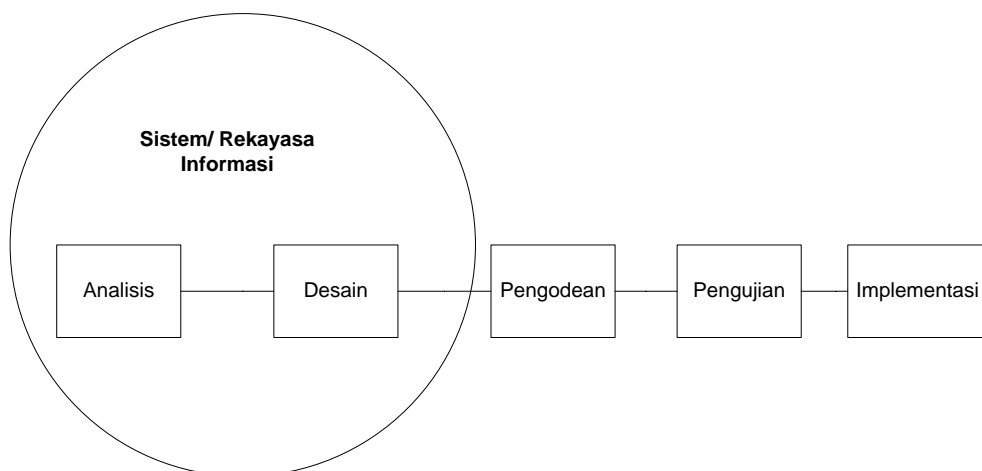 Sistem/ Rekayasa
Informasi
Analisis
Desain
Pengodean
Pengujian
Implementasi